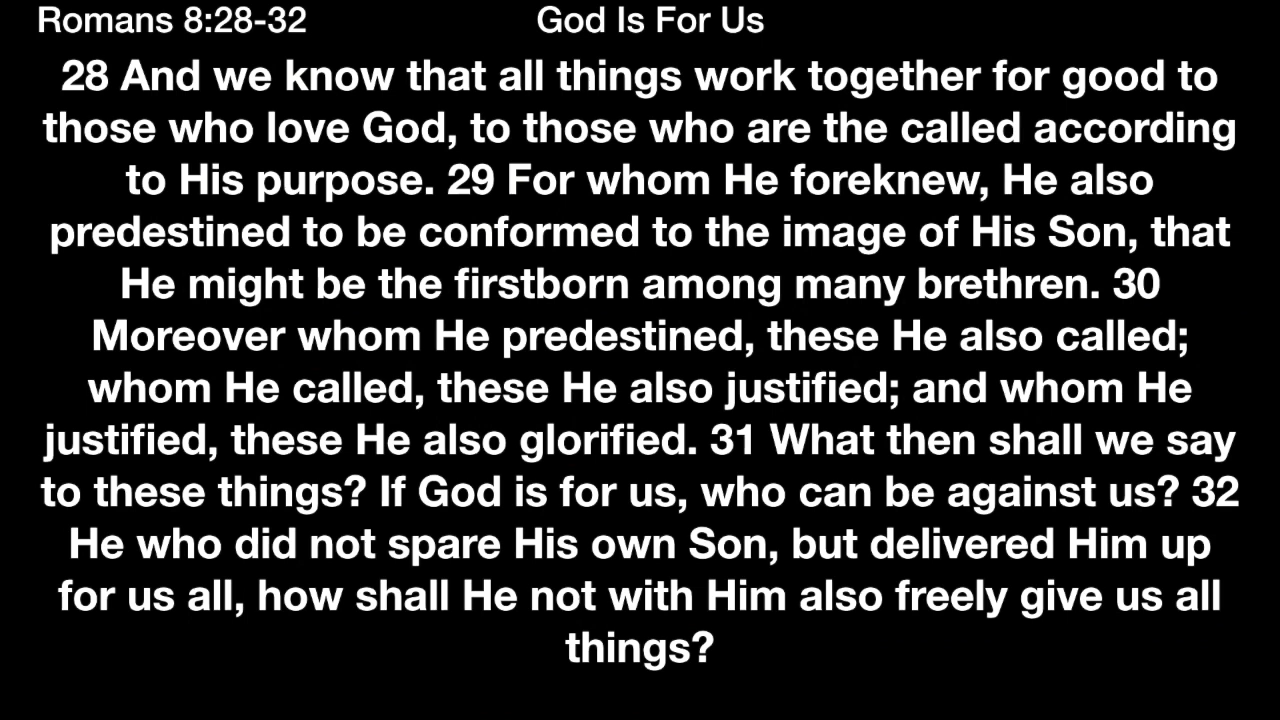 Romans 8:28-32 God Is For Us
28 And we know that all things work together for good to
those who love God, to those who are the called according
to His purpose. 29 For whom He foreknew, He also
predestined to be conformed to the image of His Son, that
He might be the firstborn among many brethren. 30
Moreover whom He predestined, these He also called;
whom He called, these He also justified; and whom He
justified, these He also glorified. 31 What then shall we say
to these things? If God is for us, who can be against us? 32
He who did not spare His own Son, but delivered Him up
for us all, how shall He not with Him also freely give us all
things?